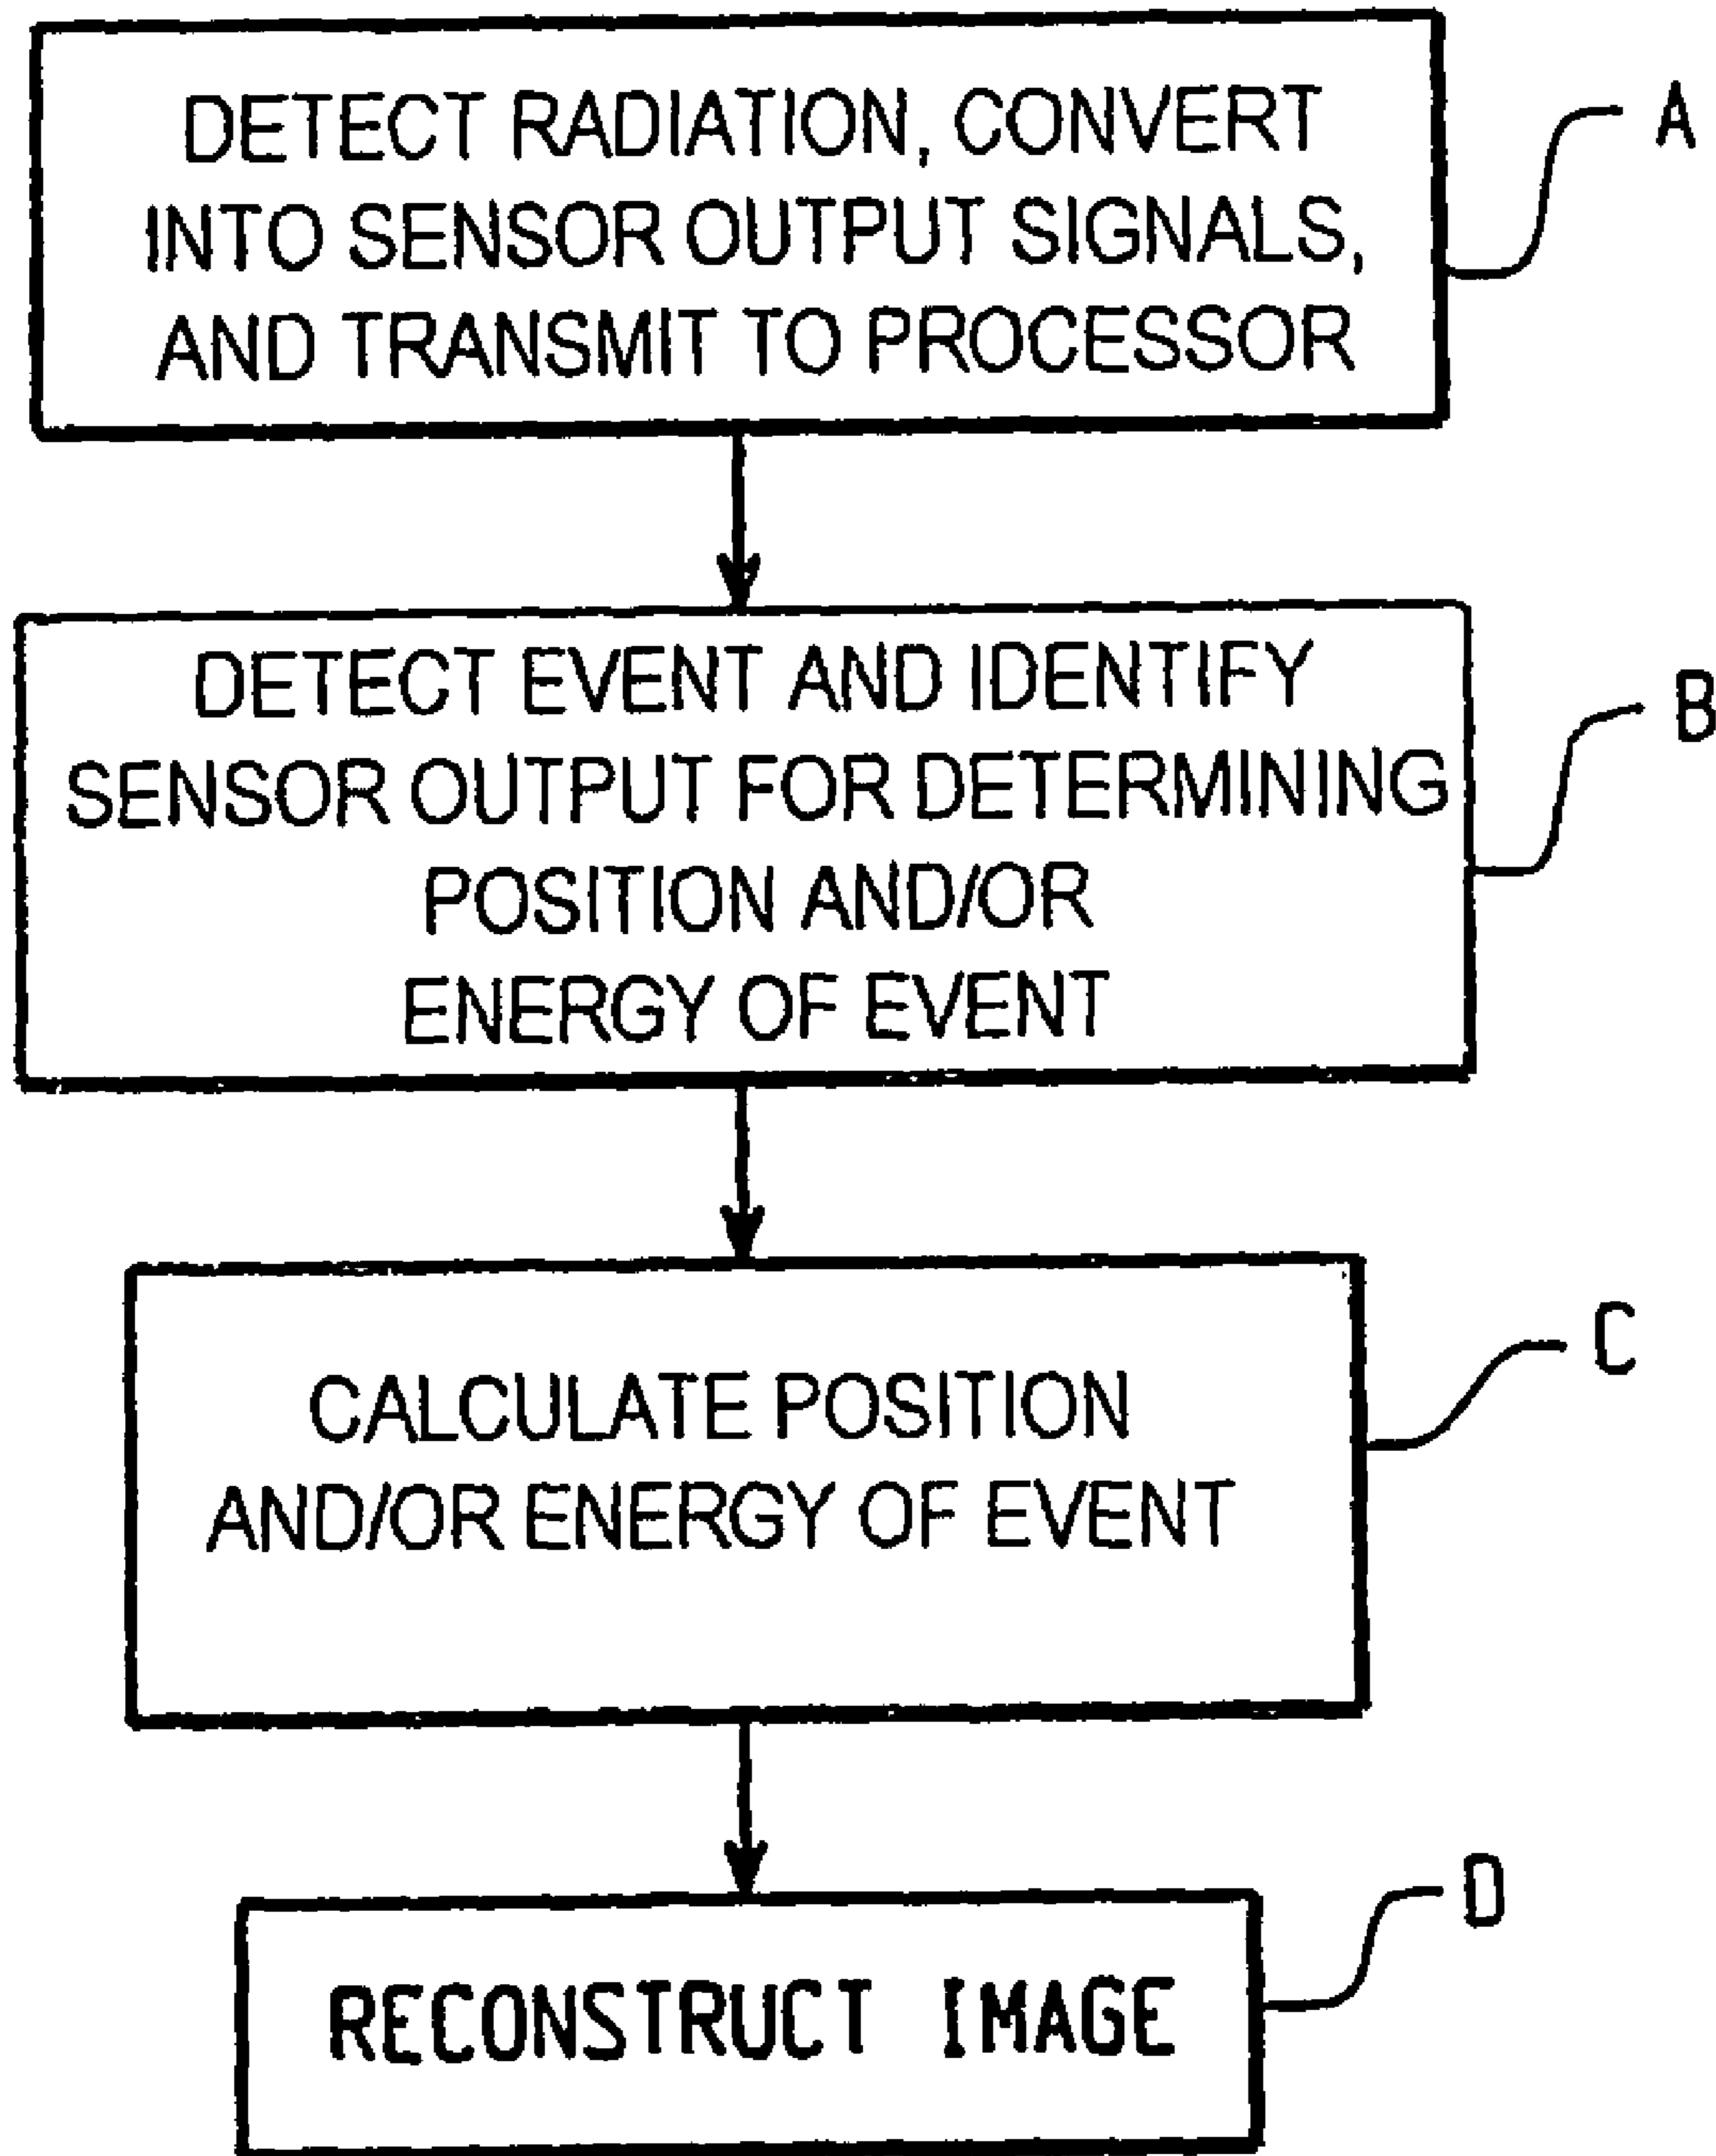 DETECT RADIATION, CONVERT
INTO SENSOR OUTPUT SIGNALS,
AND TRANSMIT TO PROCESSOR
A
DETECT EVENT AND IDENTIFY
SENSOR OUTPUT FOR DETERMINING
POSITION AND/OR
ENERGY OF EVENT
B
CALCULATE POSITION
AND/OR ENERGY OF EVENT
C
RECONSTRUCT IMAGE
D